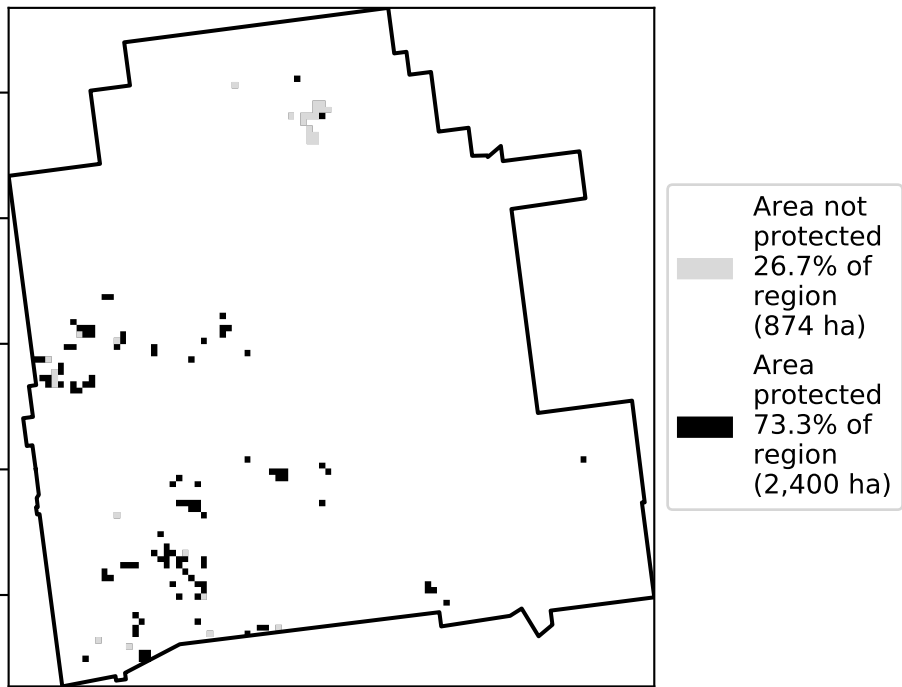 Area not
protected
26.7% of
region
(874 ha)
Area
protected
73.3% of
region
(2,400 ha)